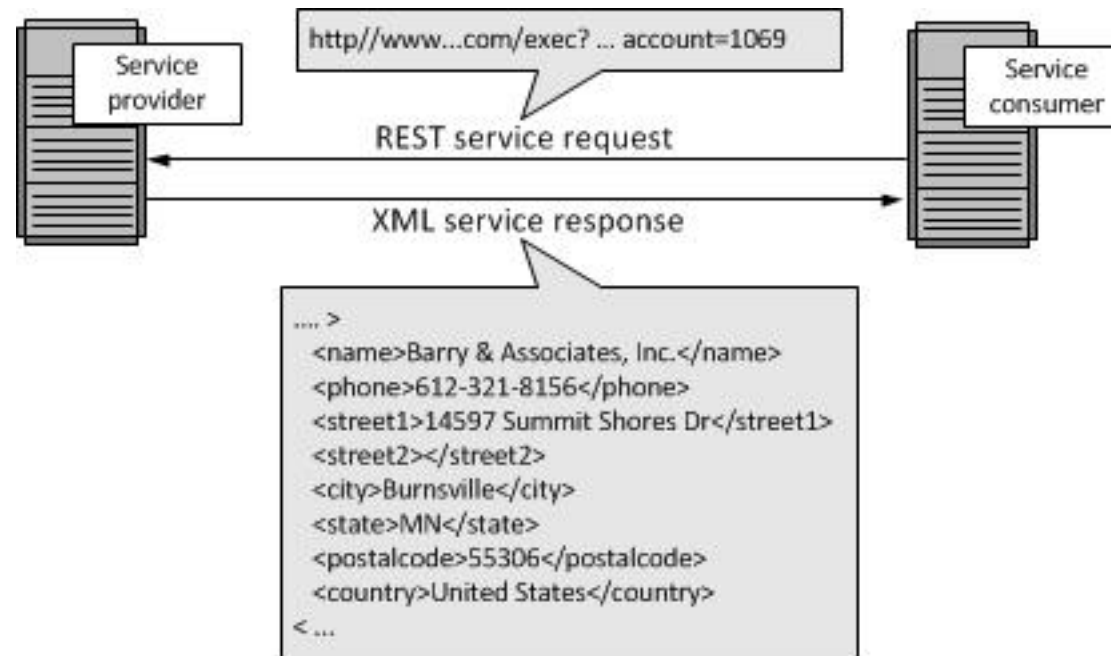 http//www...com/exec? ... account=1069
Service
provider
Service
consumer
REST service request
XML service response
.... >
<name>Barry & Associates, Inc.</name>
<phone>612-321-8156</phone>
<street1>14597 Summit Shores Dr</street1>
<street2></street2>
<city>Burnsville</city>
<state>MN</state>
<postalcode>55306</postalcode>
<country>United States</country>
< ...